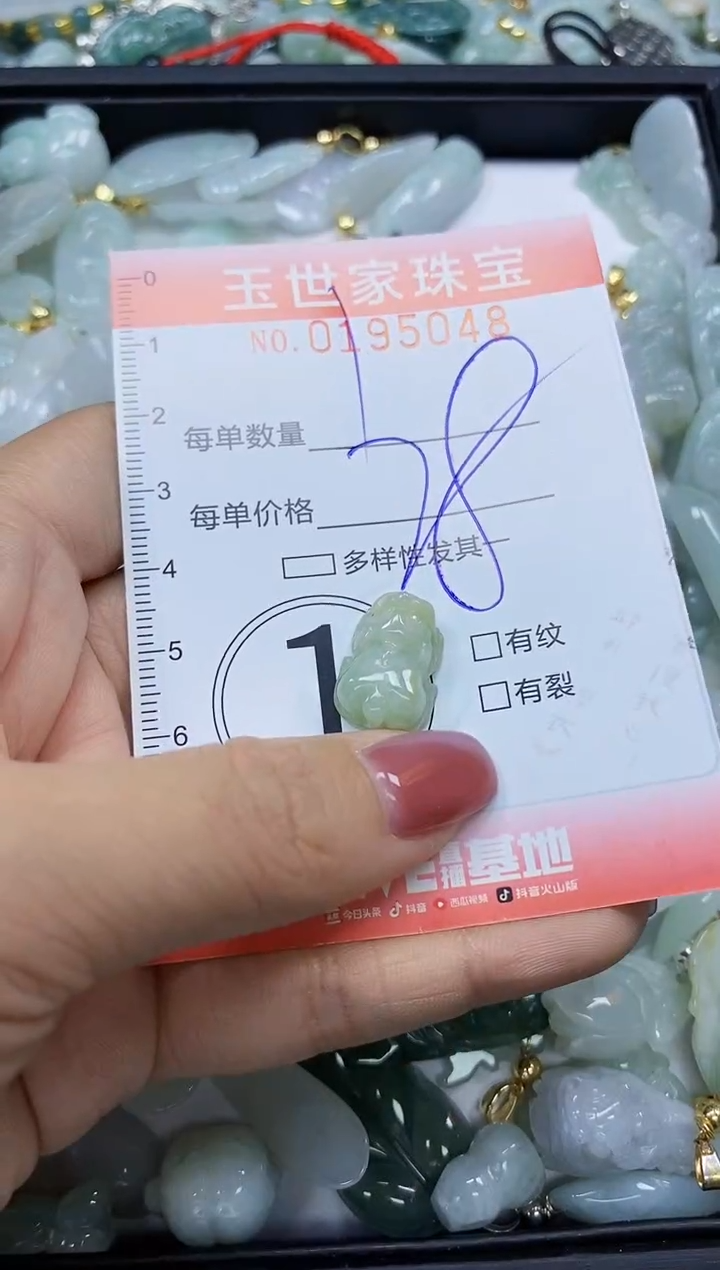 玉世家珠宝
NO.0195048
178
每单数量
每单价格
多样性发其一
1
有纹
有裂
0
1
2
3
4
5
6
基地
今日头条 抖音 西瓜视频 抖音火山版